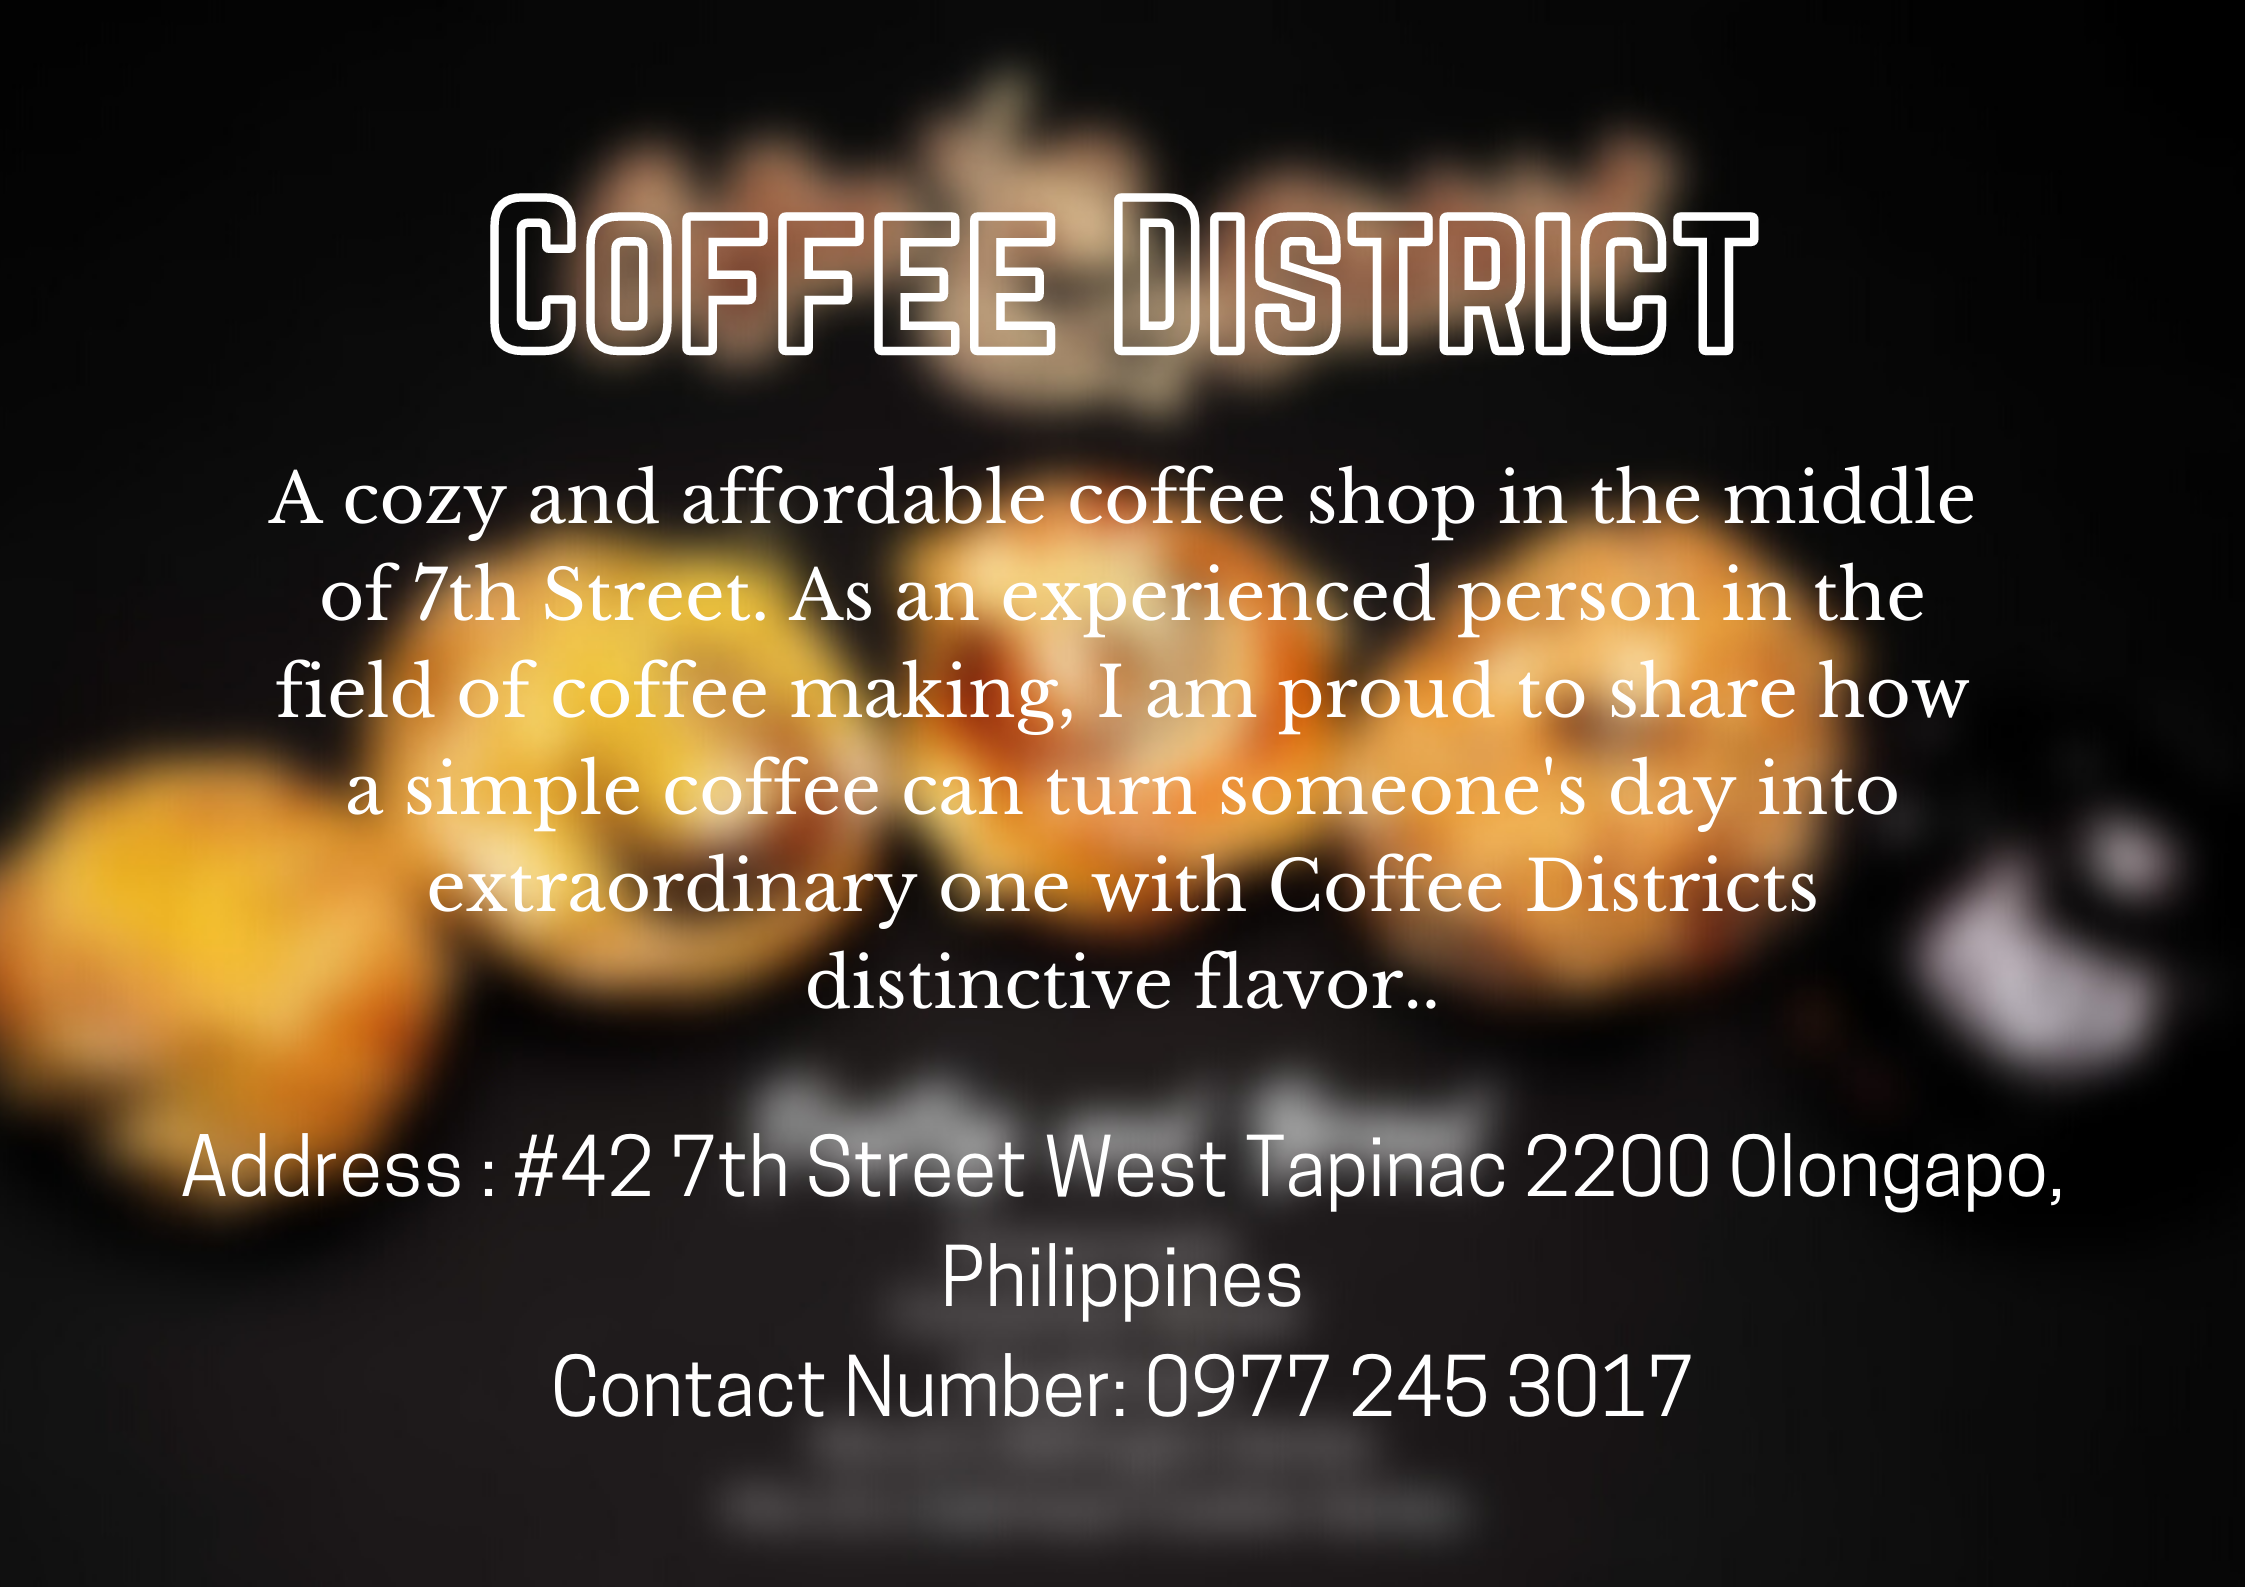 Coffee District
A cozy and affordable coffee shop in the middle
of 7th Street. As an experienced person in the
field of coffee making, I am proud to share how
a simple coffee can turn someone's day into
extraordinary one with Coffee Districts
distinctive flavor..
Address : #42 7th Street West Tapinac 2200 Olongapo,
Philippines
Contact Number: 0977 245 3017